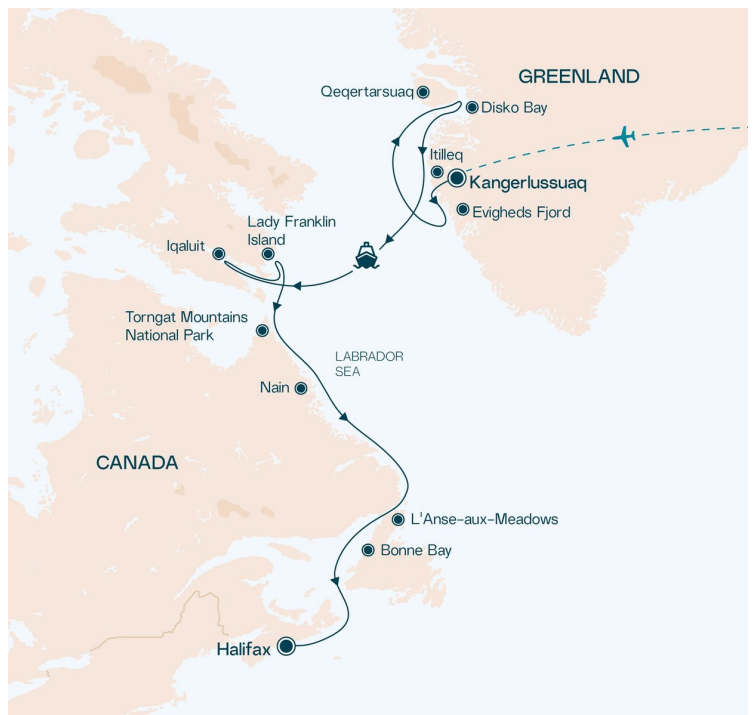 GREENLAND
Qeqertarsuaq
Disko Bay
Itilleq
Kangerlussuaq
Evigheds Fjord
Lady Franklin
Island
Iqaluit
Torngat Mountains
National Park
LABRADOR
SEA
Nain
CANADA
L'Anse-aux-Meadows
Bonne Bay
Halifax